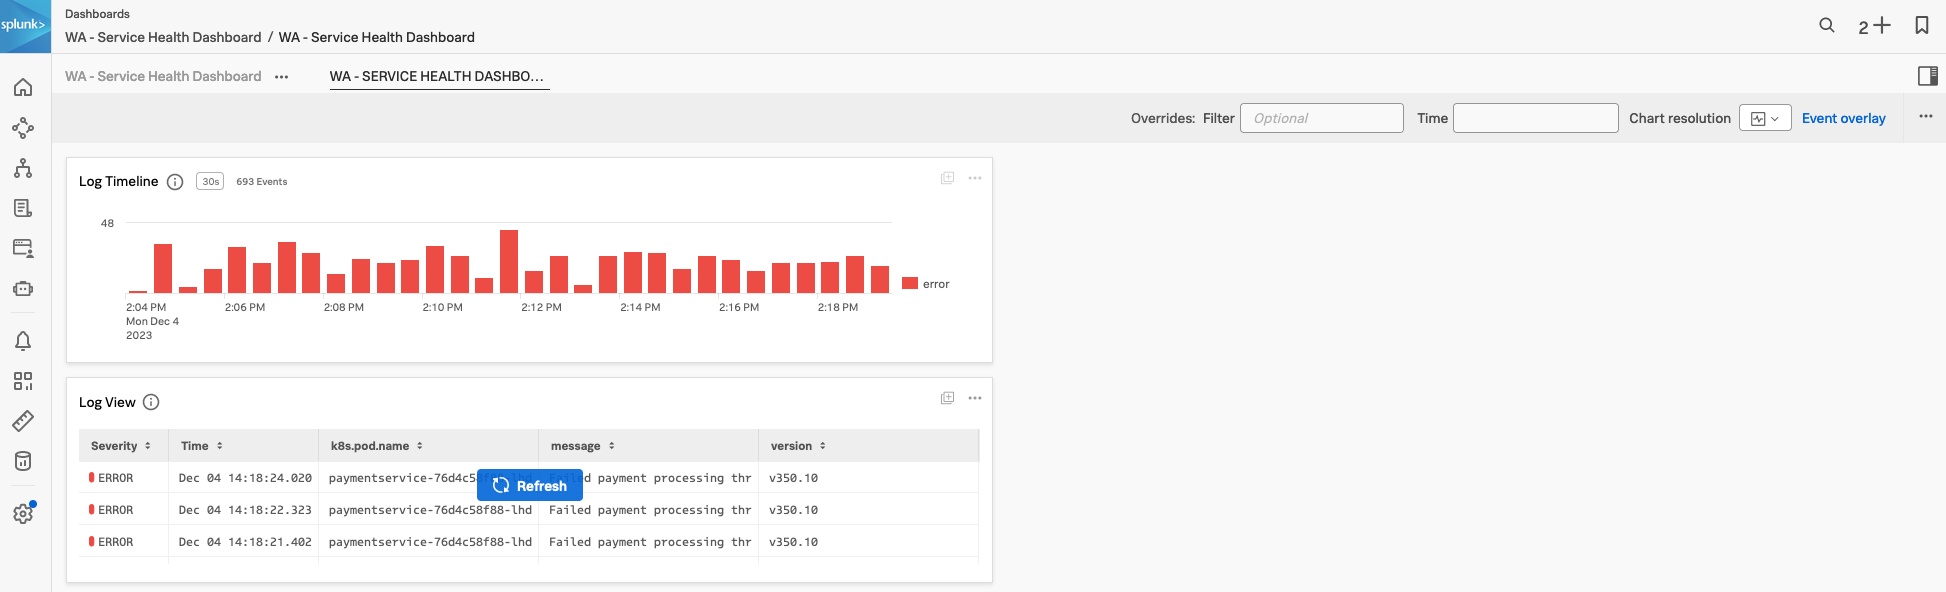 splunk>
Dashboards
WA - Service Health Dashboard / WA - Service Health Dashboard
2
WA - Service Health Dashboard ...
WA - SERVICE HEALTH DASHBO...
Overrides: Filter Optional Time Chart resolution Event overlay ...
Log Timeline 30s 693 Events
48
error
2:04 PM 2:06 PM 2:08 PM 2:10 PM 2:12 PM 2:14 PM 2:16 PM 2:18 PM
Mon Dec 4
2023
Log View
Severity Time k8s.pod.name message version
ERROR Dec 04 14:18:24.020 paymentservice-76d4c58f88-lhd Failed payment processing thr v350.10
Refresh
ERROR Dec 04 14:18:22.323 paymentservice-76d4c58f88-lhd Failed payment processing thr v350.10
ERROR Dec 04 14:18:21.402 paymentservice-76d4c58f88-lhd Failed payment processing thr v350.10